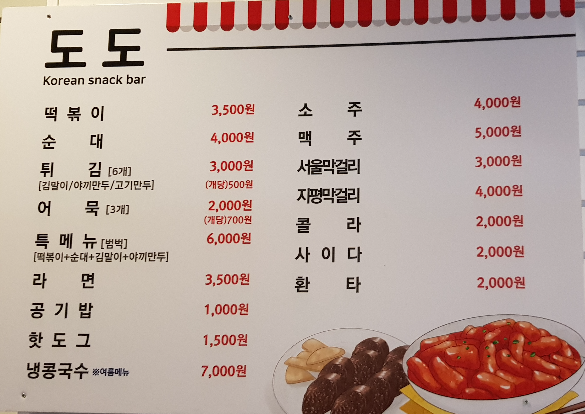 도도
Korean snack bar
떡볶이 3,500원
순대 4,000원
튀김 [6개] 3,000원
[김말이/야끼만두/고기만두] (개당)500원
어묵 [3개] 2,000원
(개당)700원
특메뉴 [범벅] 6,000원
[떡볶이+순대+김말이+야끼만두]
라면 3,500원
공기밥 1,000원
핫도그 1,500원
냉콩국수 ※여름메뉴 7,000원
소주 4,000원
맥주 5,000원
서울막걸리 3,000원
지평막걸리 4,000원
콜라 2,000원
사이다 2,000원
환타 2,000원